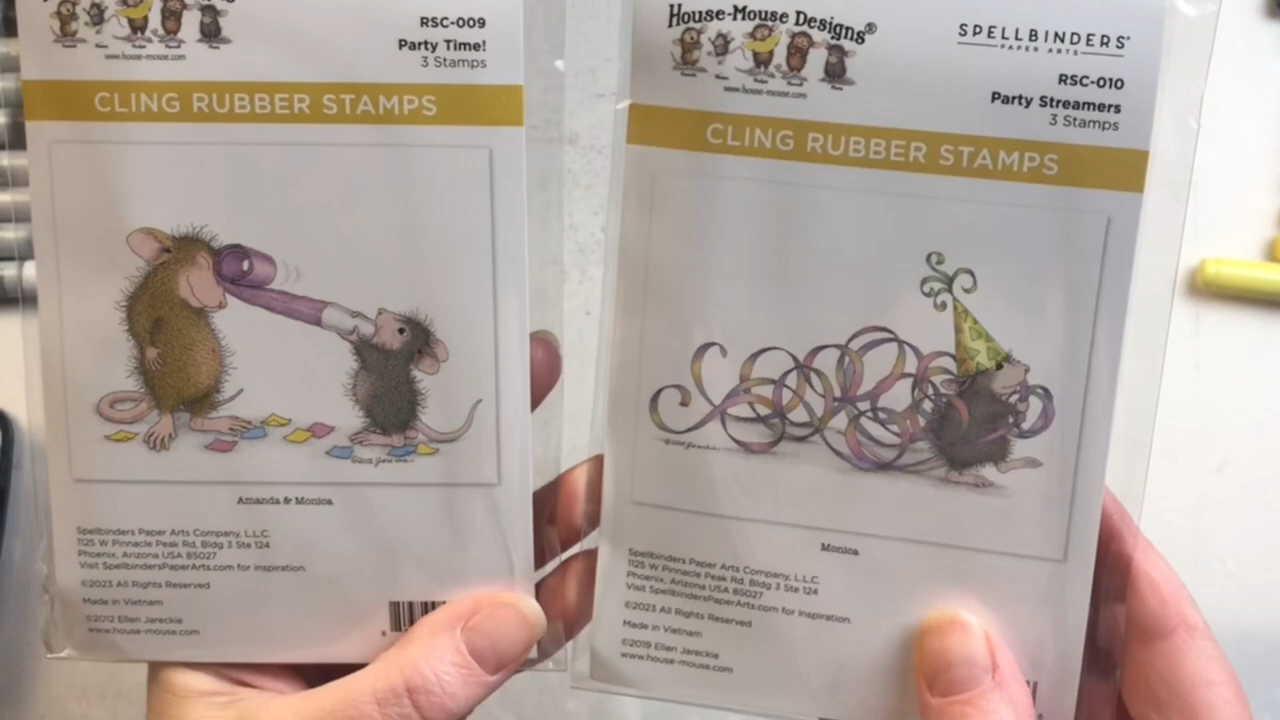 www.house-mouse.com
RSC-009
Party Time!
3 Stamps
CLING RUBBER STAMPS
Amanda & Monica
Spellbinders Paper Arts Company, L.L.C.
1125 W Pinnacle Peak Rd, Bldg 3 Ste 124
Phoenix, Arizona USA 85027
Visit SpellbindersPaperArts.com for inspiration.
©2023 All Rights Reserved
Made in Vietnam
©2012 Ellen Jareckie
www.house-mouse.com
House-Mouse Designs®
www.house-mouse.com
SPELLBINDERS
PAPER ARTS
RSC-010
Party Streamers
3 Stamps
CLING RUBBER STAMPS
Monica
Spellbinders Paper Arts Company, L.L.C.
1125 W Pinnacle Peak Rd, Bldg 3 Ste 124
Phoenix, Arizona USA 85027
Visit SpellbindersPaperArts.com for inspiration.
©2023 All Rights Reserved
Made in Vietnam
©2019 Ellen Jareckie
www.house-mouse.com